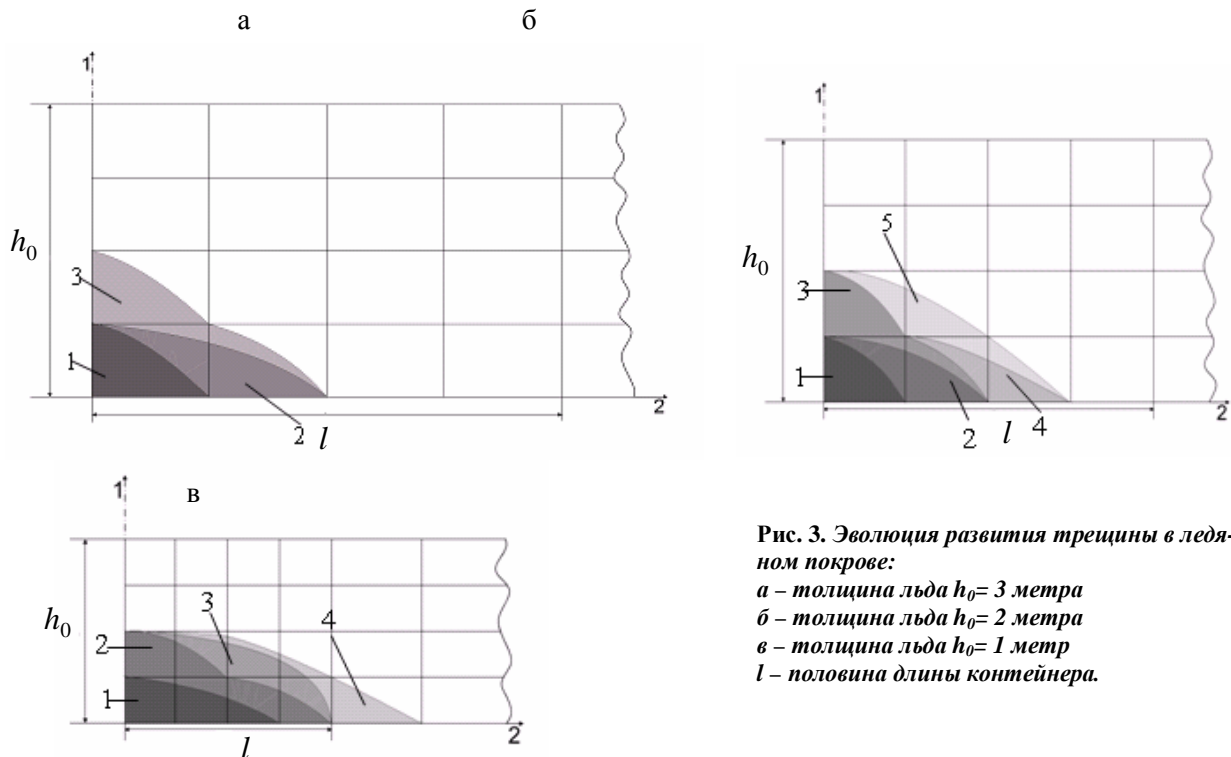 а
б
1
h₀
3
1
2
l
2
1
h₀
5
3
1
2
l
4
2
в
1
h₀
2
3
4
1
l
2
Рис. 3. Эволюция развития трещины в ледя-
ном покрове:
а – толщина льда h₀= 3 метра
б – толщина льда h₀= 2 метра
в – толщина льда h₀= 1 метр
l – половина длины контейнера.